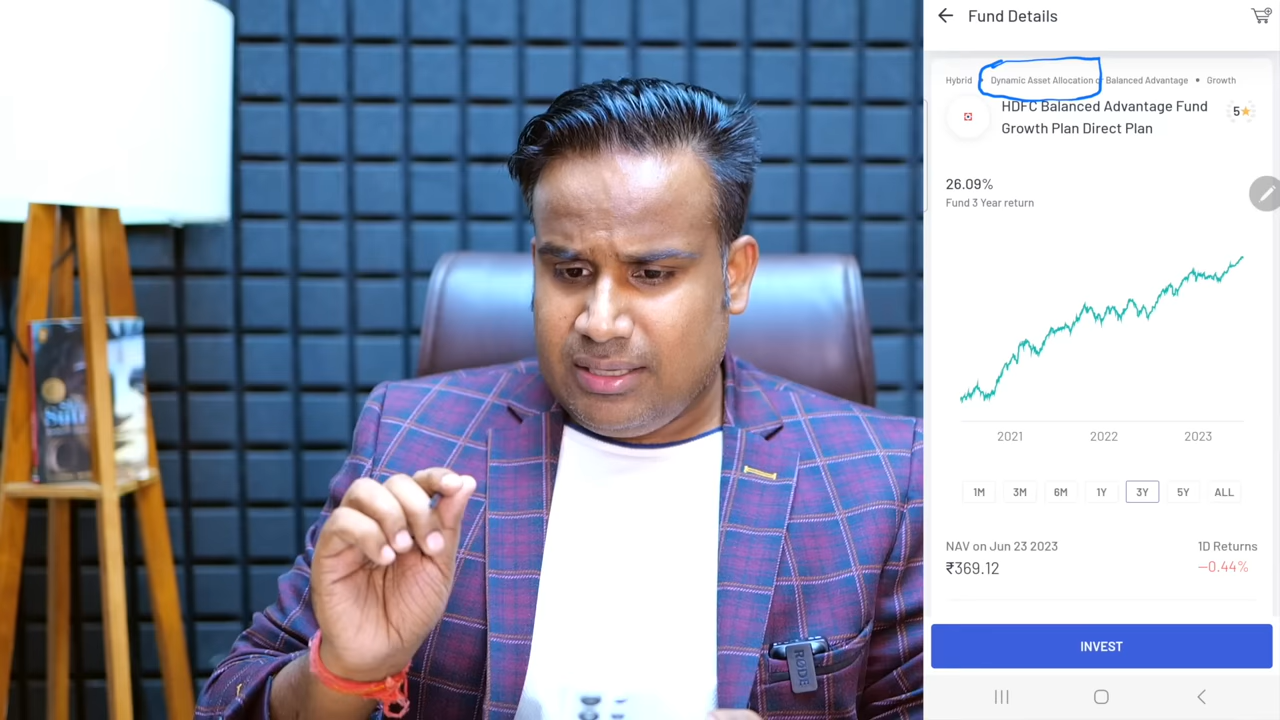 Fund Details
Hybrid • Dynamic Asset Allocation or Balanced Advantage • Growth
HDFC Balanced Advantage Fund
Growth Plan Direct Plan
5
26.09%
Fund 3 Year return
2021 2022 2023
1M 3M 6M 1Y 3Y 5Y ALL
NAV on Jun 23 2023 1D Returns
₹369.12 −0.44%
INVEST
RODE